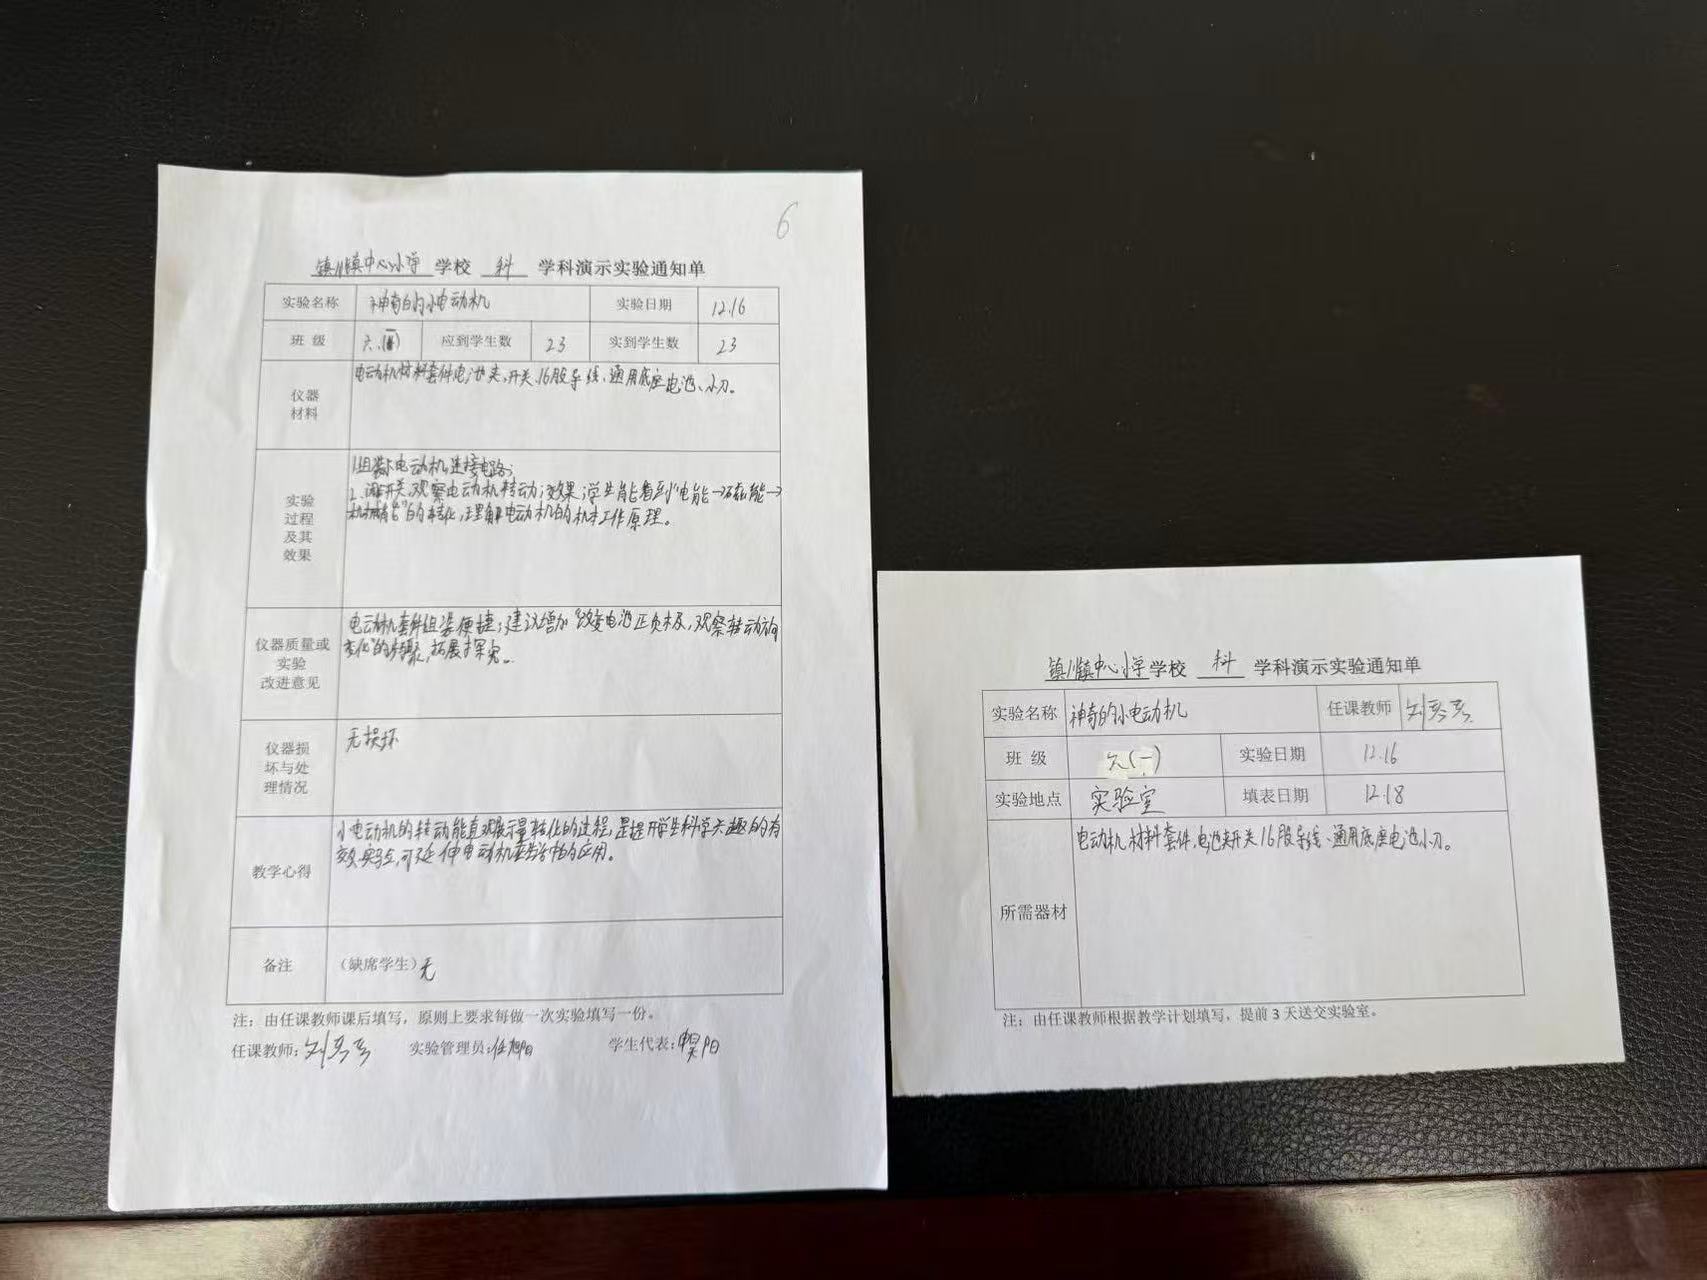 6
镇川镇中心小学 学校 科 学科演示实验通知单
实验名称 神奇的小电动机 实验日期 12.16
班 级 六.(一) 应到学生数 23 实到学生数 23
仪器
材料
电动机材料套件电池夹、开关、16股导线、通用底座电池、小刀。
实验
过程
及其
效果
1.组装小电动机,连接电路;
2.开关,观察电动机转动;效果:学生能看到"电能→磁能→
机械能"的转化,理解电动机的工作原理。
仪器质量或
实验
改进意见
电动机套件组装便捷;建议增加"改变电池正负极,观察转动方向
变化"的步骤,拓展探究。
仪器损
坏与处
理情况
无损坏
教学心得
小电动机的转动能直观展示能量转化的过程,是提升学生科学兴趣的有
效实验,可延伸电动机在生活中的应用。
备注 (缺席学生)无
注:由任课教师课后填写,原则上要求每做一次实验填写一份。
任课教师: 实验管理员:任旭阳 学生代表:
镇川镇中心小学 学校 科 学科演示实验通知单
实验名称 神奇的小电动机 任课教师
班 级 六(一) 实验日期 12.16
实验地点 实验室 填表日期 12.18
所需器材
电动机材料套件,电池夹开关16股导线、通用底座电池小刀。
注:由任课教师根据教学计划填写,提前3天送交实验室。